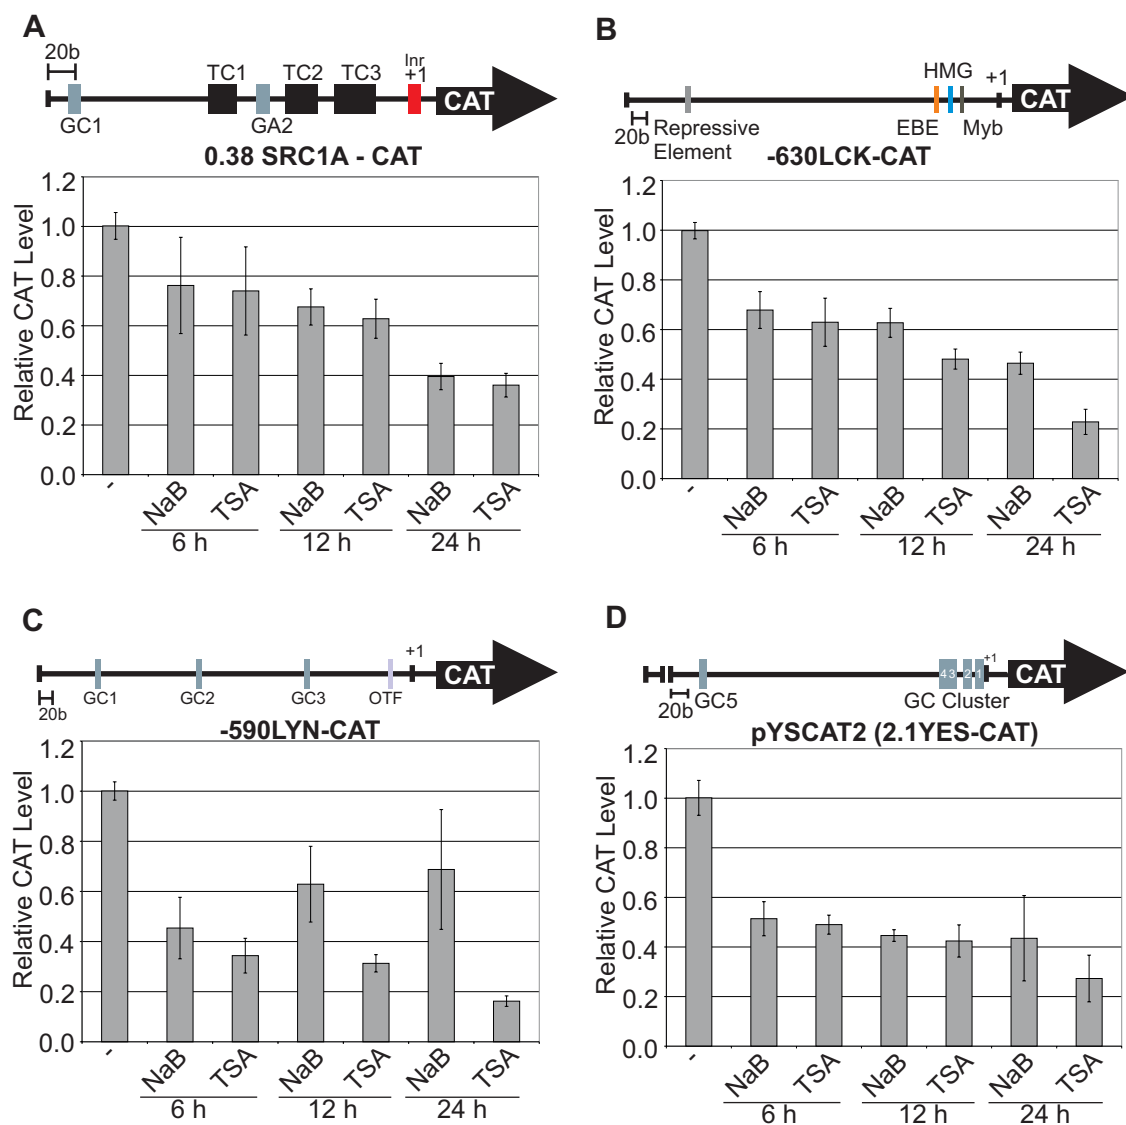 A
20b
Inr
TC1 TC2 TC3 +1
CAT
GC1 GA2
0.38 SRC1A - CAT
Relative CAT Level
1.2
1.0
0.8
0.6
0.4
0.2
0.0
- NaB TSA NaB TSA NaB TSA
6 h 12 h 24 h
B
HMG +1
CAT
20b Repressive EBE Myb
Element
-630LCK-CAT
Relative CAT Level
1.2
1.0
0.8
0.6
0.4
0.2
0.0
- NaB TSA NaB TSA NaB TSA
6 h 12 h 24 h
C
+1
CAT
20b GC1 GC2 GC3 OTF
-590LYN-CAT
Relative CAT Level
1.2
1.0
0.8
0.6
0.4
0.2
0.0
- NaB TSA NaB TSA NaB TSA
6 h 12 h 24 h
D
+1
4 3 2 1 CAT
20b GC5 GC Cluster
pYSCAT2 (2.1YES-CAT)
Relative CAT Level
1.2
1.0
0.8
0.6
0.4
0.2
0.0
- NaB TSA NaB TSA NaB TSA
6 h 12 h 24 h